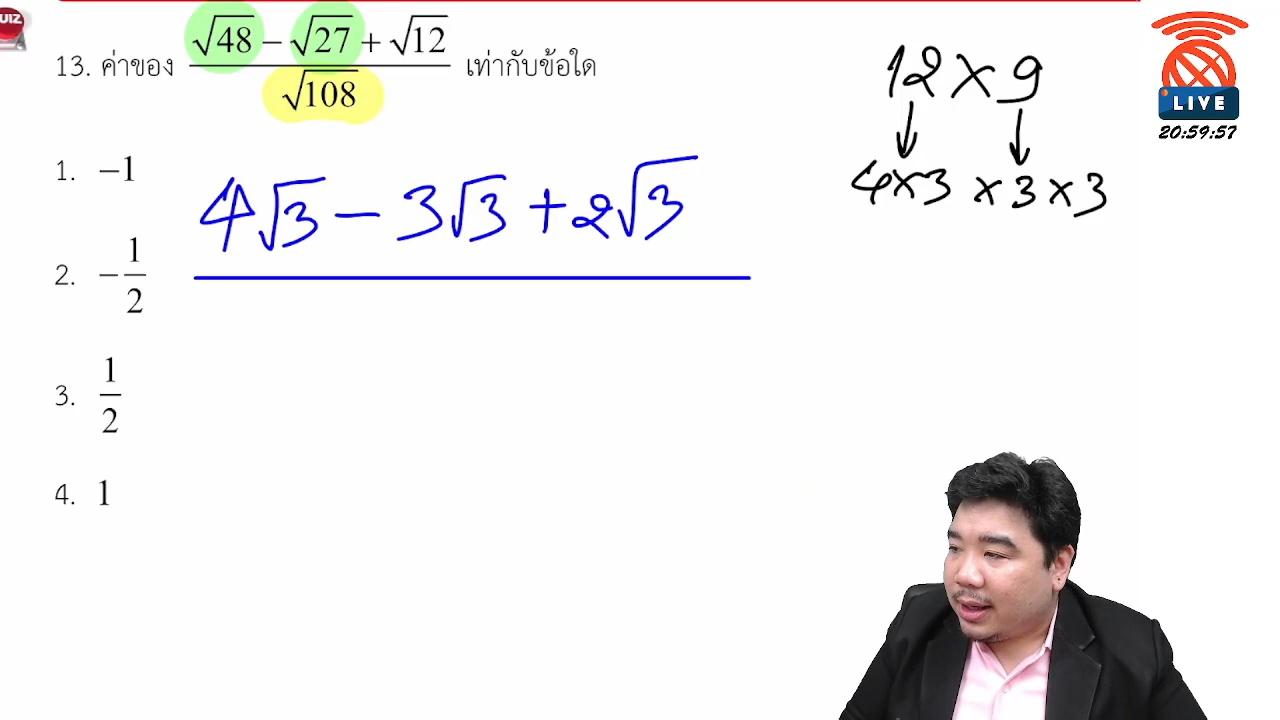 UIZ
13. ค่าของ (√48 − √27 + √12)/√108 เท่ากับข้อใด
1. −1
2. −1/2
3. 1/2
4. 1
4√3 − 3√3 + 2√3
12 × 9
4×3 × 3 × 3
LIVE
20:59:57